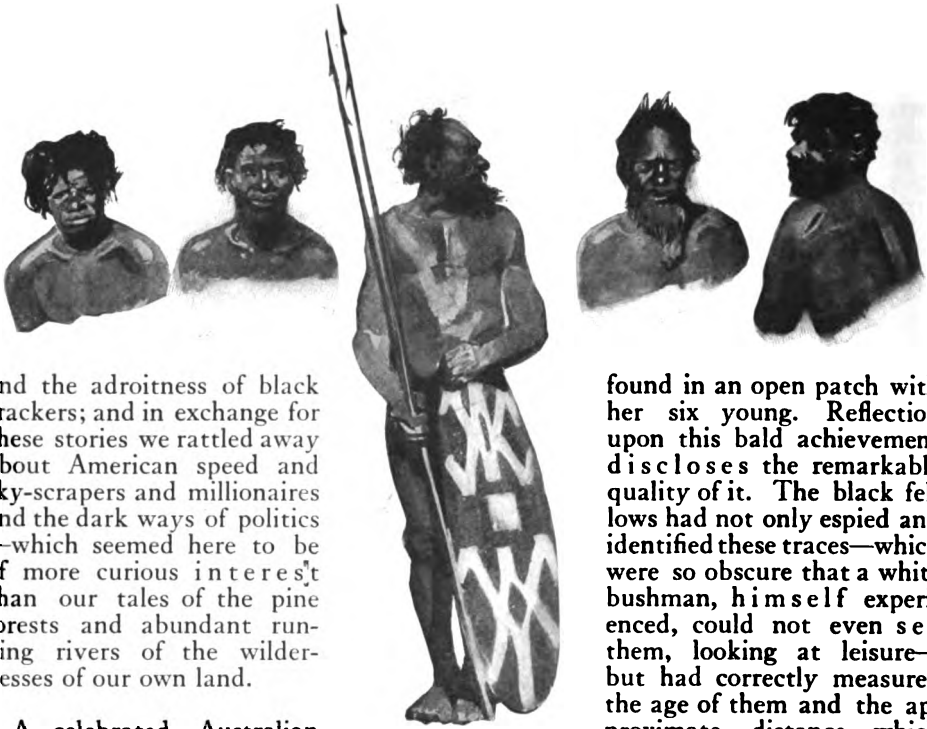 nd the adroitness of black
rackers; and in exchange for
hese stories we rattled away
bout American speed and
ky-scrapers and millionaires
nd the dark ways of politics
—which seemed here to be
f more curious interest
han our tales of the pine
orests and abundant run-
ing rivers of the wilder-
esses of our own land.
A celebrated Australian
found in an open patch wit
her six young. Reflectio
upon this bald achievemen
discloses the remarkabl
quality of it. The black fel
lows had not only espied an
identified these traces—whic
were so obscure that a whit
bushman, himself experi
enced, could not even se
them, looking at leisure—
but had correctly measure
the age of them and the ap
proximate distance whic